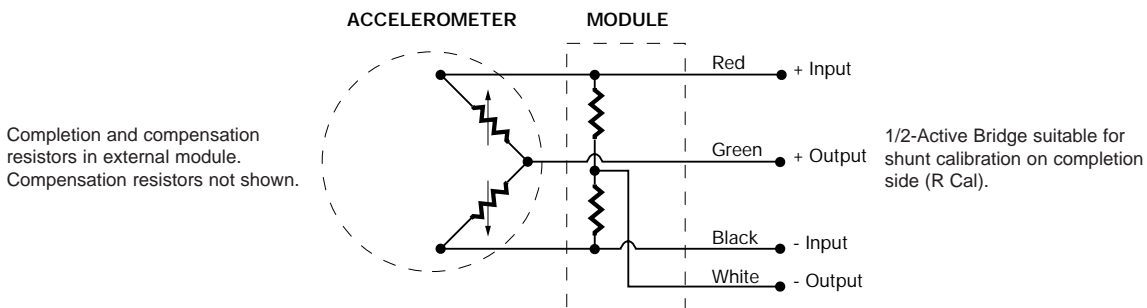 ACCELEROMETER
MODULE
Completion and compensation
resistors in external module.
Compensation resistors not shown.
Red
+ Input
Green
+ Output
Black
- Input
White
- Output
1/2-Active Bridge suitable for
shunt calibration on completion
side (R Cal).